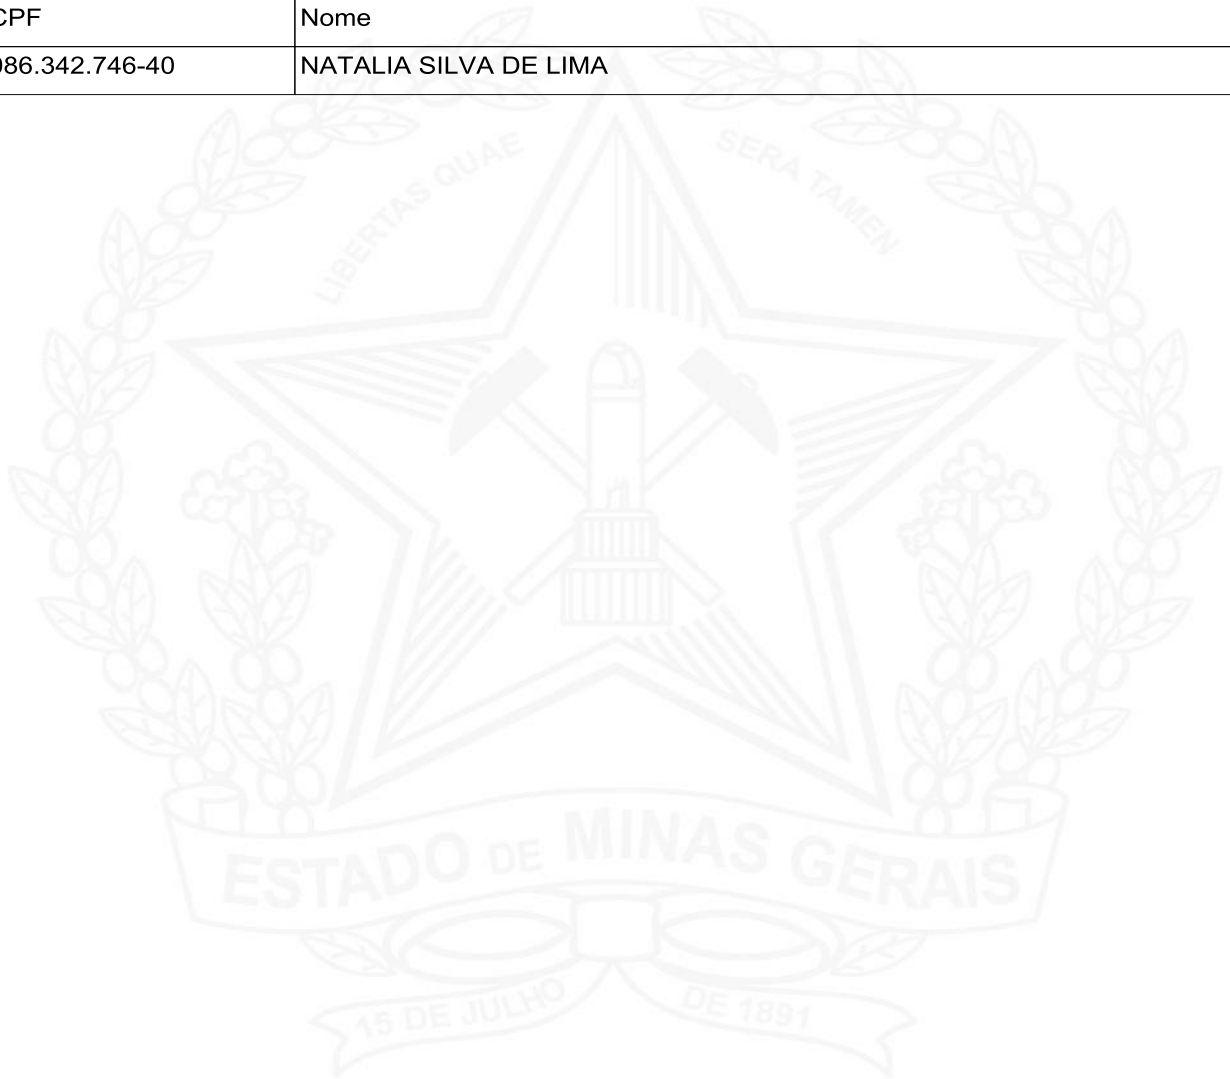 CPF Nome
086.342.746-40 NATALIA SILVA DE LIMA
LIBERTAS QUAE SERA TAMEN
ESTADO DE MINAS GERAIS
15 DE JULHO DE 1891